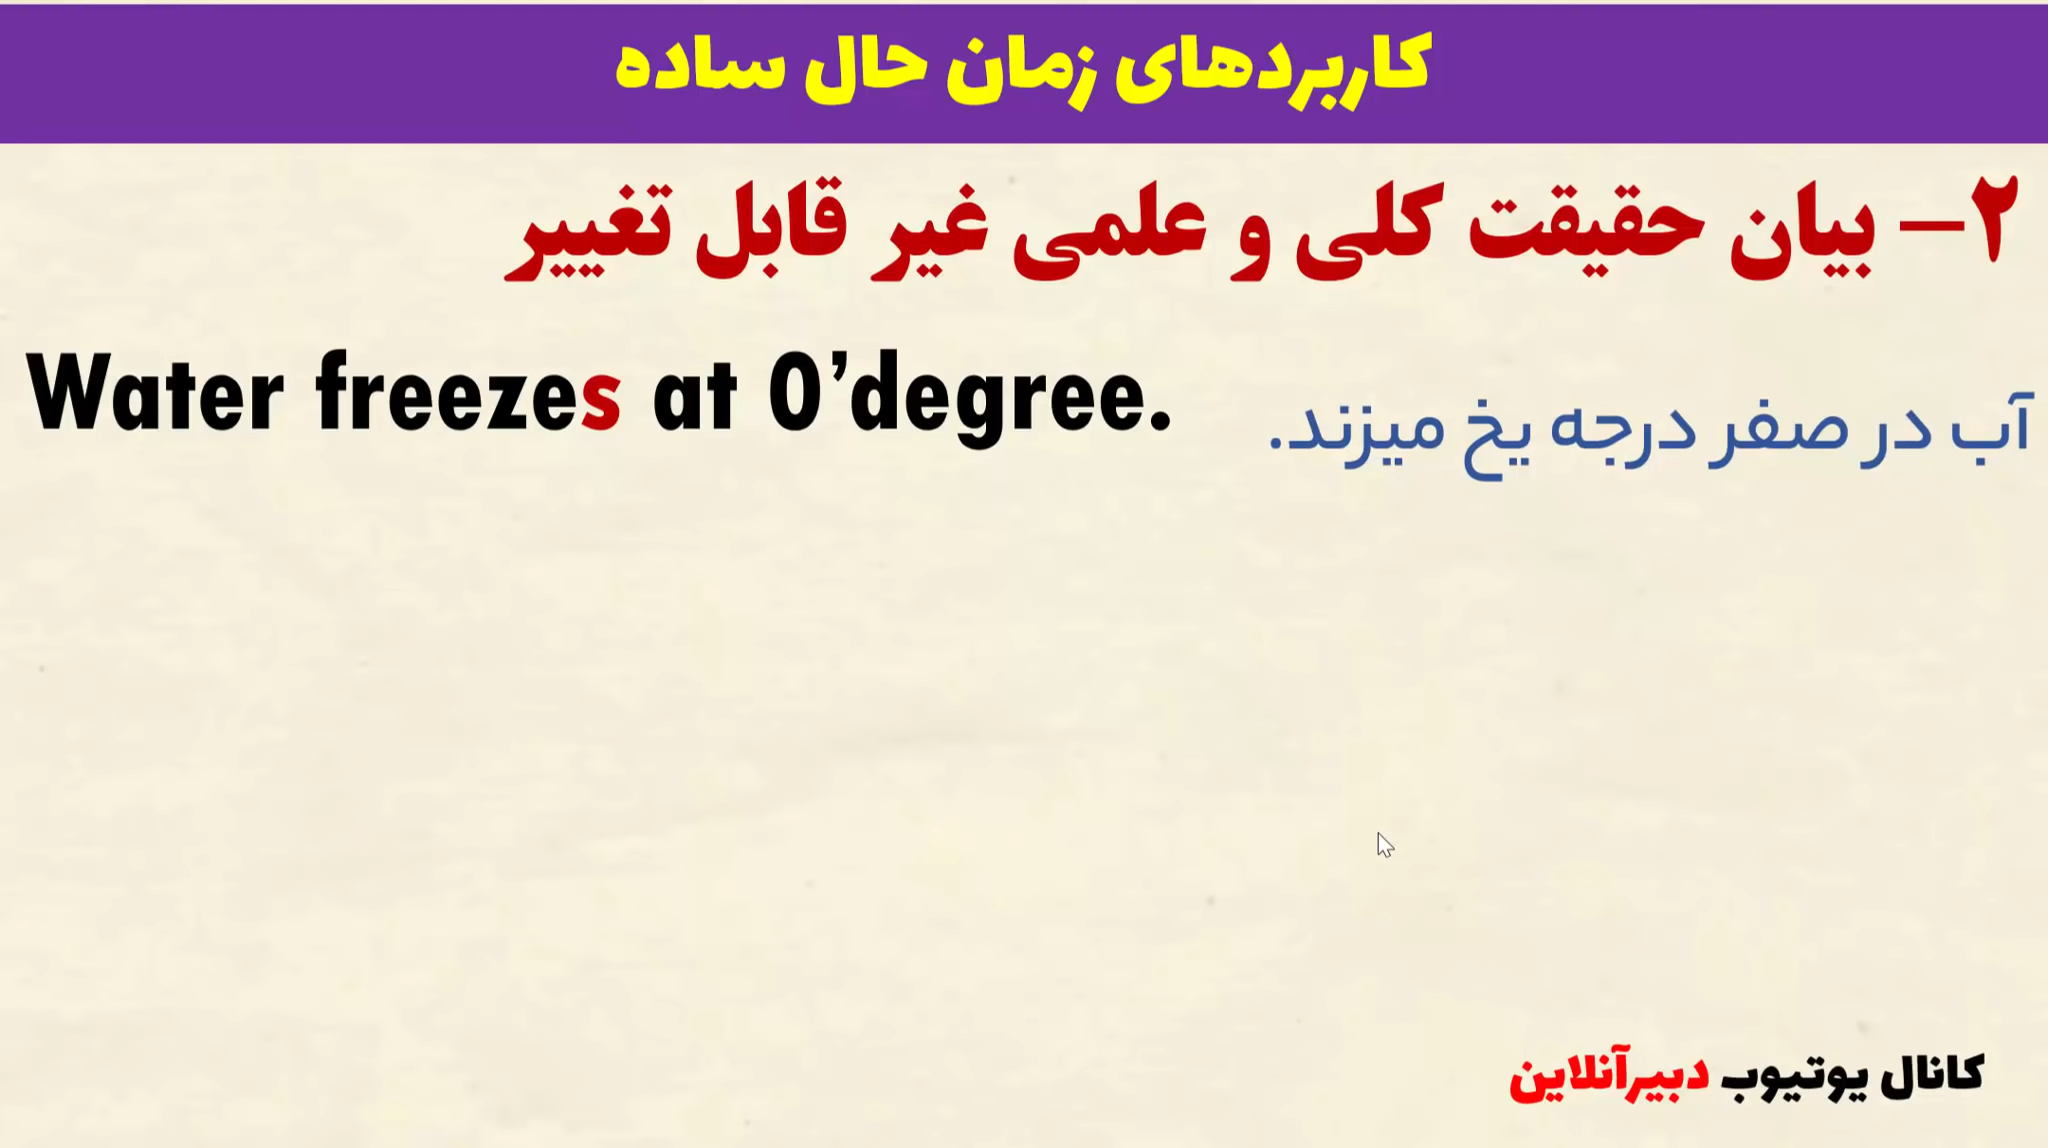 کاربردهای زمان حال ساده
۲- بیان حقیقت کلی و علمی غیر قابل تغییر
Water freezes at 0’degree.
آب در صفر درجه یخ میزند.
کانال یوتیوب دبیرآنلاین